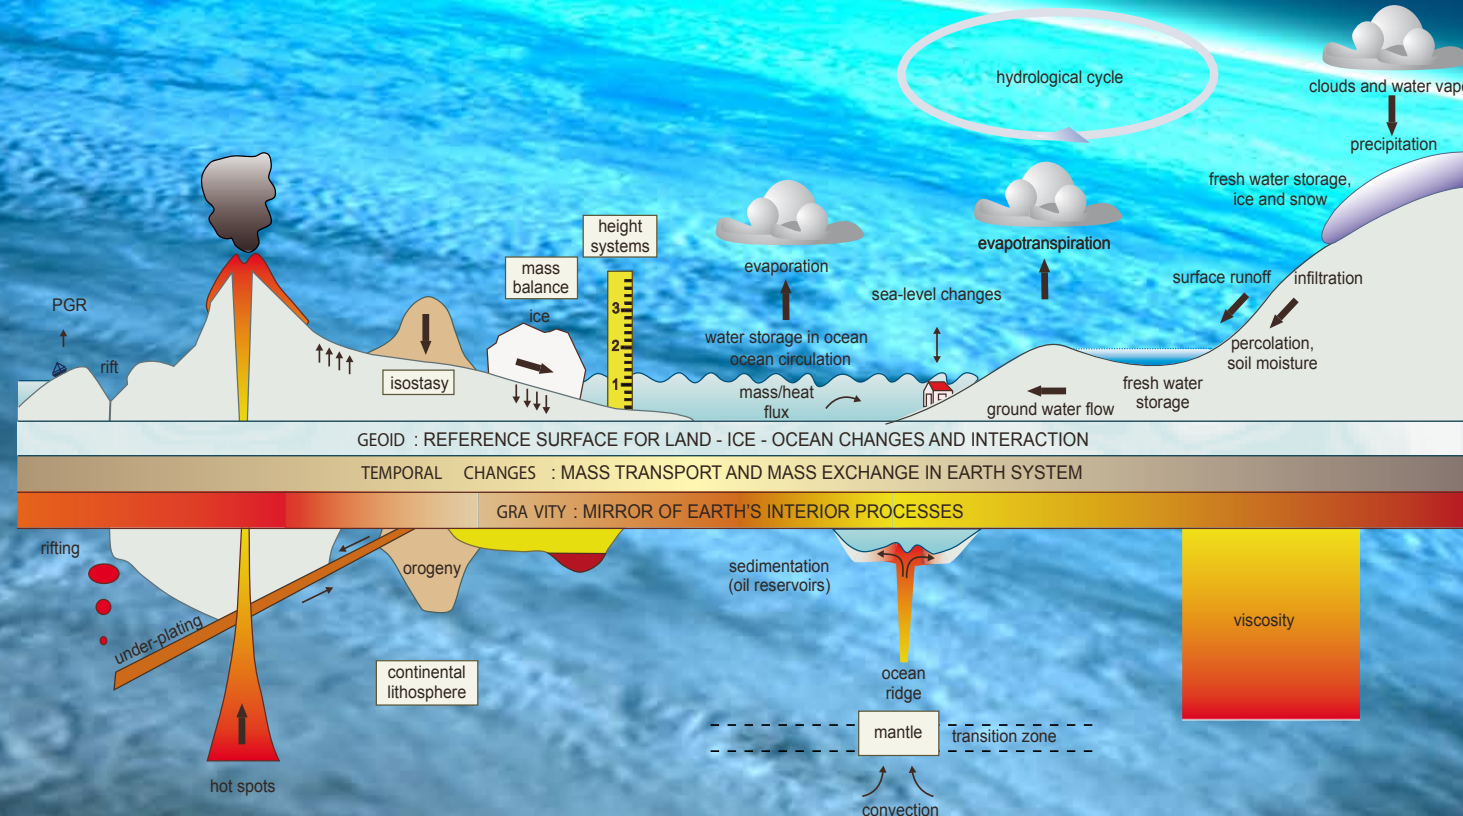 hydrological cycle
clouds and water vapo
precipitation
fresh water storage,
ice and snow
height
systems
evapotranspiration
mass
balance
evaporation
surface runoff
infiltration
sea-level changes
PGR
ice
3
water storage in ocean
ocean circulation
2
percolation,
soil moisture
rift
isostasy
1
mass/heat
flux
fresh water
storage
ground water flow
GEOID : REFERENCE SURFACE FOR LAND - ICE - OCEAN CHANGES AND INTERACTION
TEMPORAL CHANGES : MASS TRANSPORT AND MASS EXCHANGE IN EARTH SYSTEM
GRA VITY : MIRROR OF EARTH'S INTERIOR PROCESSES
rifting
orogeny
sedimentation
(oil reservoirs)
under-plating
viscosity
continental
lithosphere
ocean
ridge
mantle
transition zone
hot spots
convection